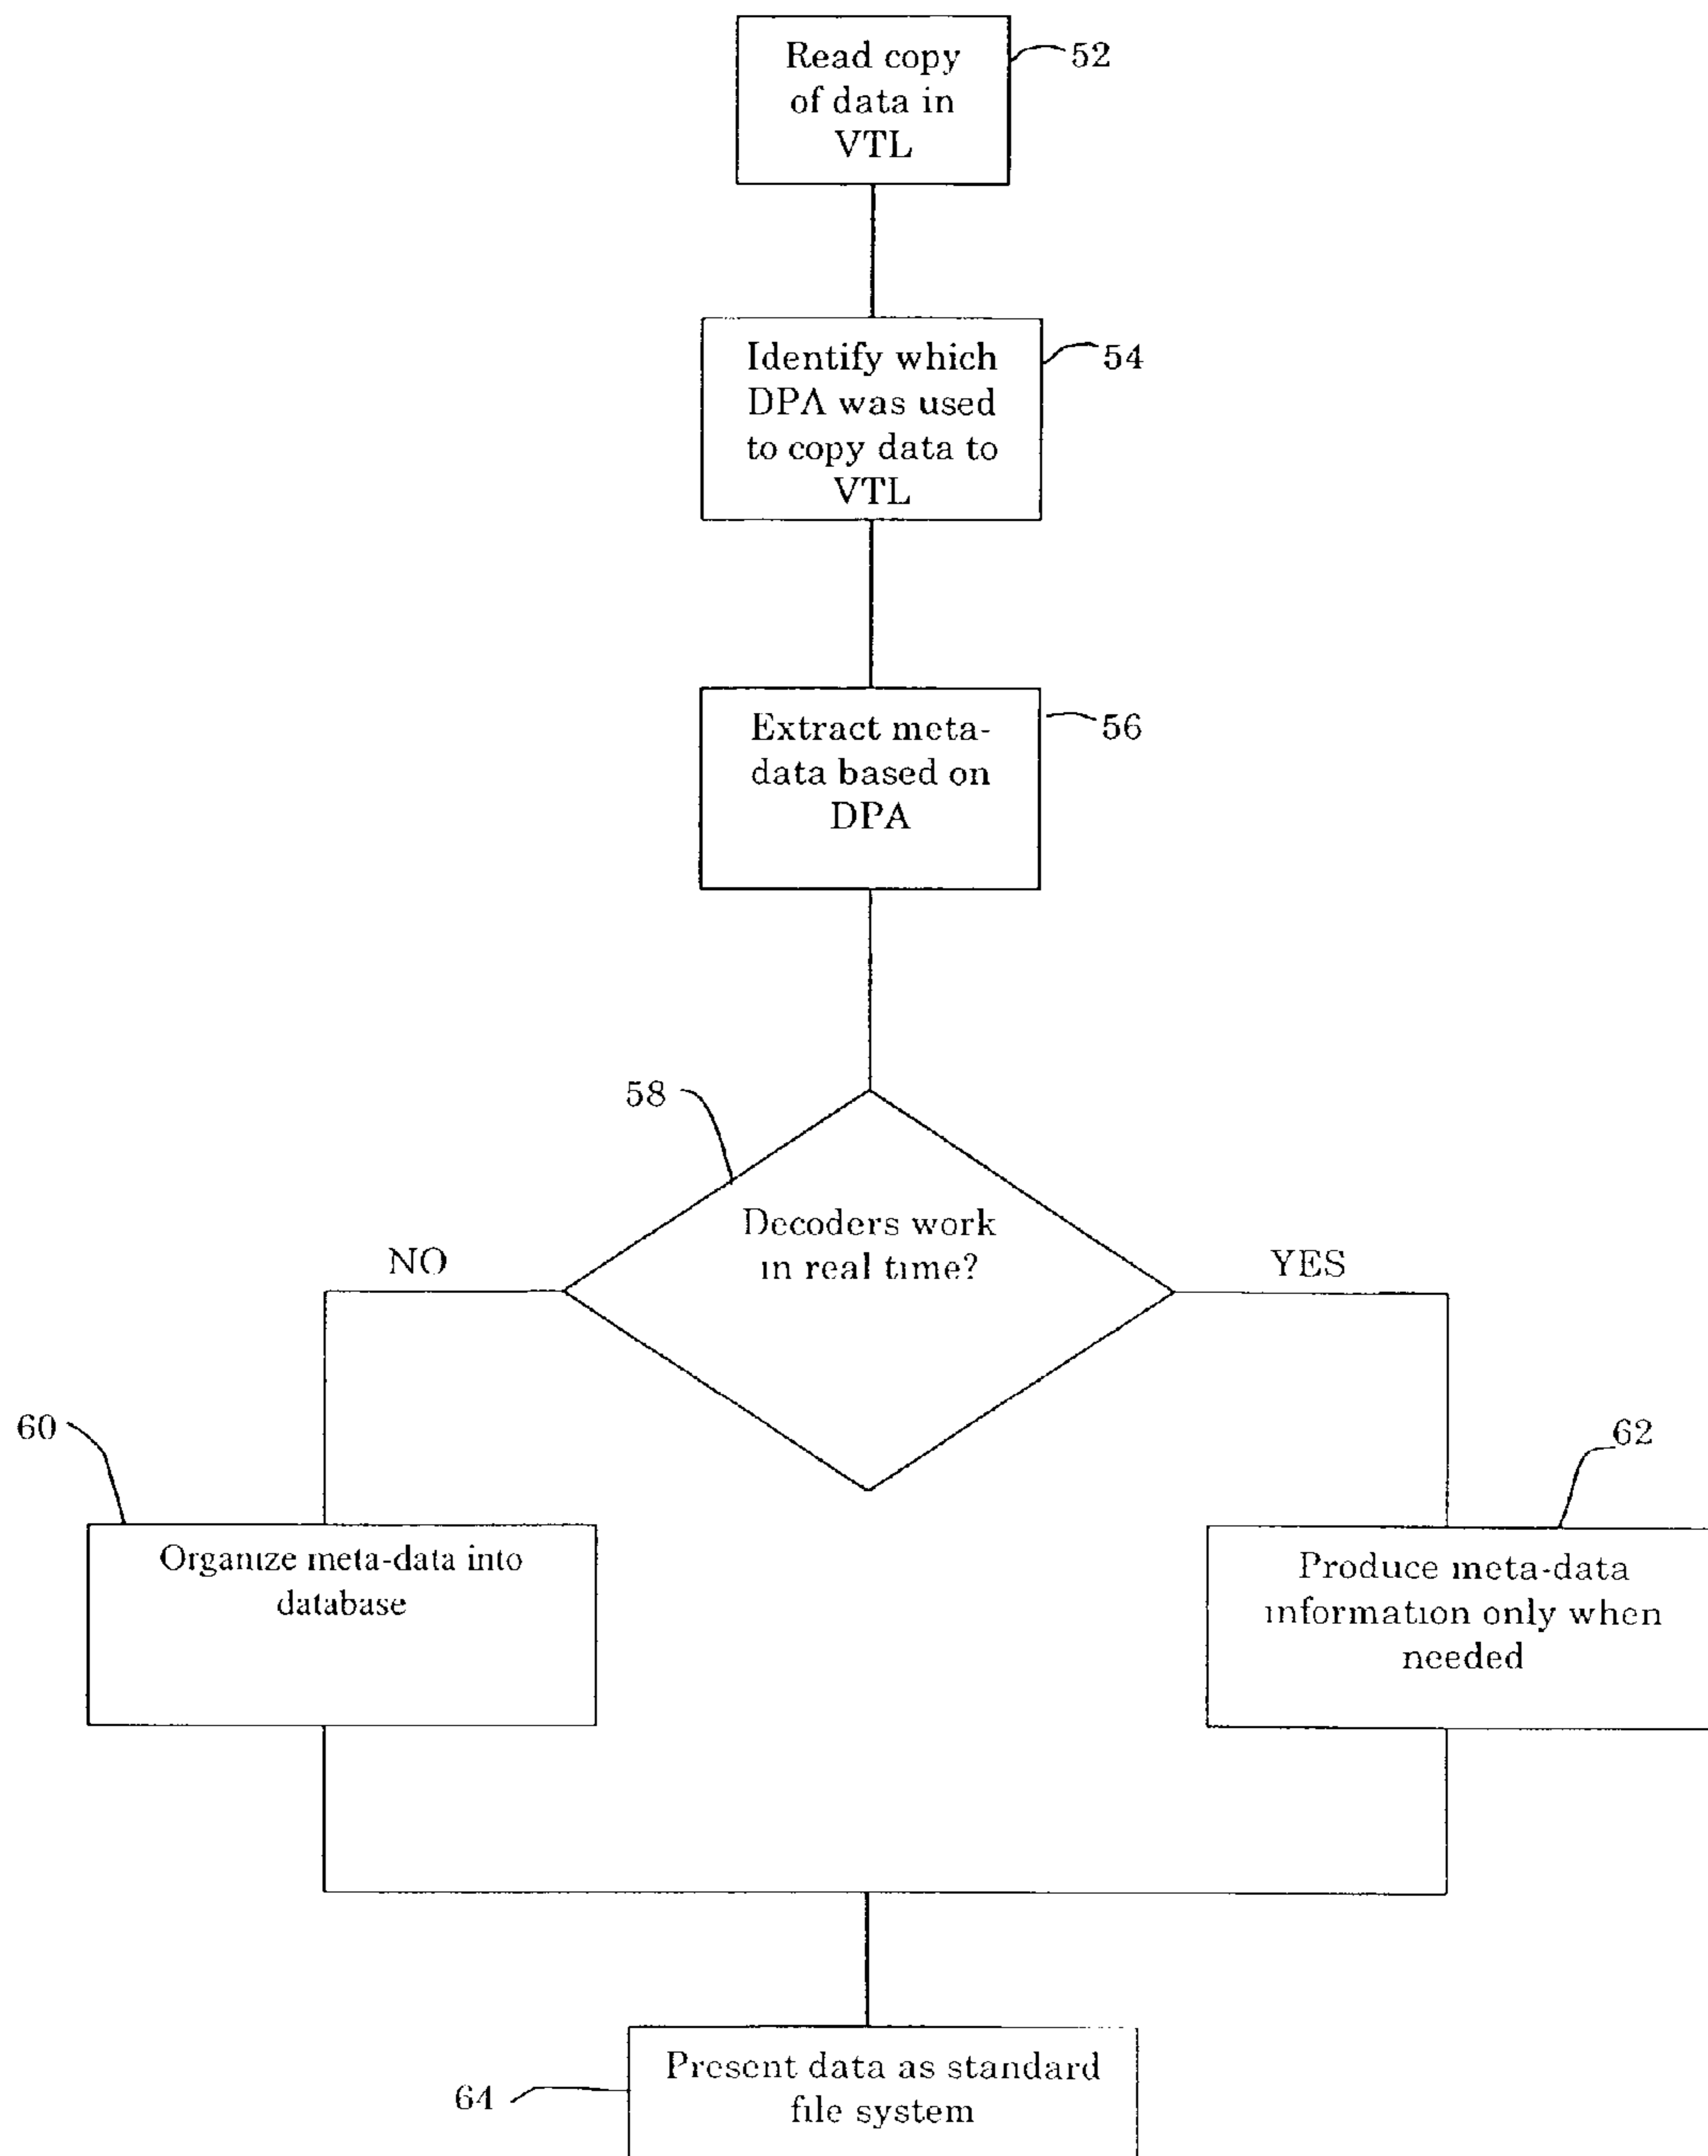 Read copy
of data in
VTL
52
Identify which
DPA was used
to copy data to
VTL
54
Extract meta-
data based on
DPA
56
58
Decoders work
in real time?
NO
YES
60
Organize meta-data into
database
62
Produce meta-data
information only when
needed
64
Present data as standard
file system